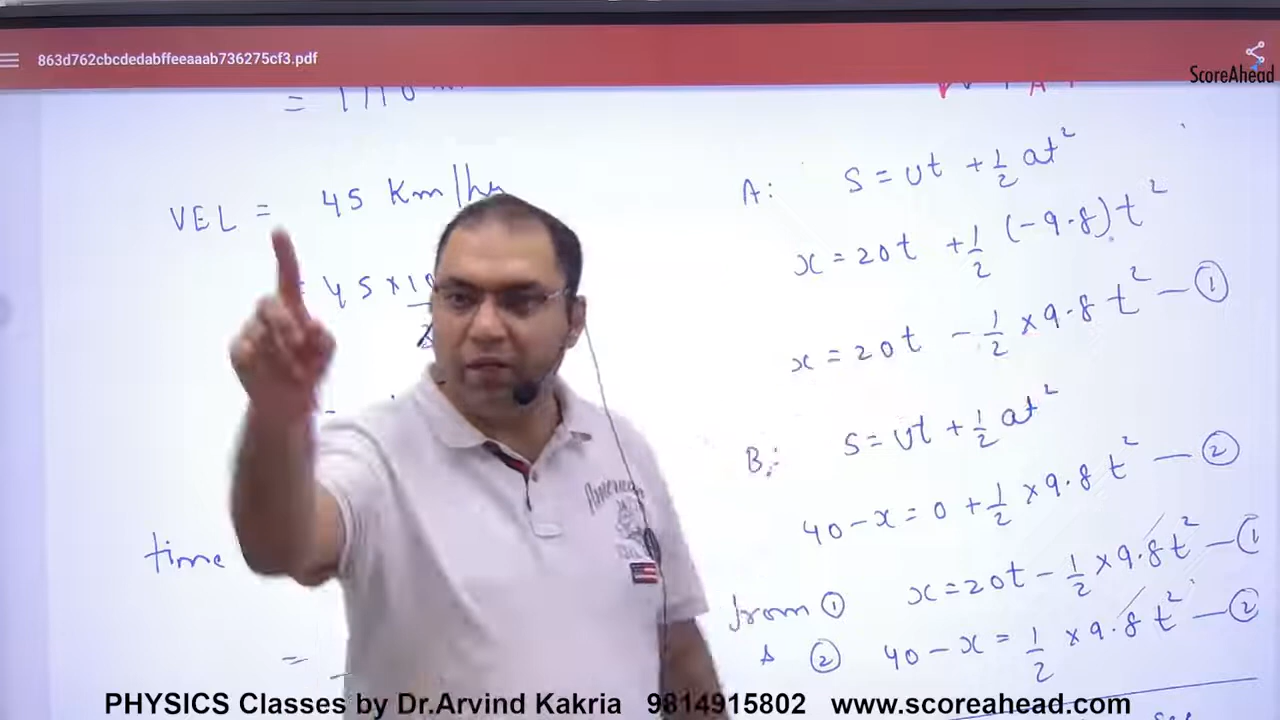 863d762cbcdedabffeeaaab736275cf3.pdf
ScoreAhead
VEL = 45 Km/hr
45 ×
time
=
A: S = Ut + 1/2 at²
x = 20t + 1/2 (-9.8) t² 
x = 20t - 1/2 × 9.8 t² — ①
B: S = Ut + 1/2 at²
40 - x = 0 + 1/2 × 9.8 t² — ②
from ① x = 20t - 1/2 × 9.8 t² — ①
& ② 40 - x = 1/2 × 9.8 t² — ②
American
PHYSICS Classes by Dr.Arvind Kakria 9814915802 www.scoreahead.com